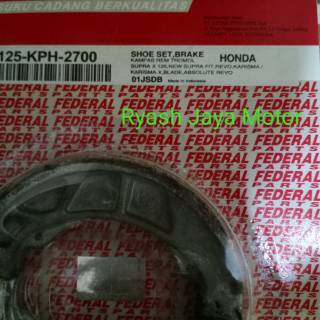 SUKU CADANG BERKUALITAS
125-KPH-2700
SHOE SET,BRAKE
KAMPAS REM TROMOL
HONDA
SUPRA X 125,NEW SUPRA FIT,REVO,KARISMA,/
KARISMA X,BLADE,ABSOLUTE REVO
01JSDB
Made in Indonesia
Ryash Jaya Motor
FEDERAL
PARTS